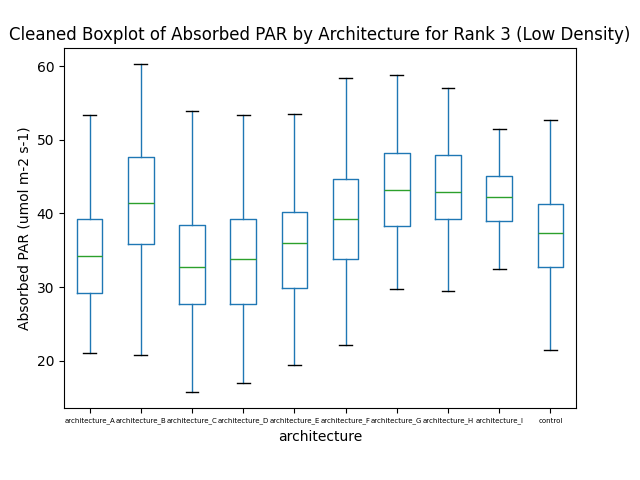 Cleaned Boxplot of Absorbed PAR by Architecture for Rank 3 (Low Density)
60
50
40
30
20
Absorbed PAR (umol m-2 s-1)
architecture_A architecture_B architecture_C architecture_D architecture_E architecture_F architecture_G architecture_H architecture_I control
architecture